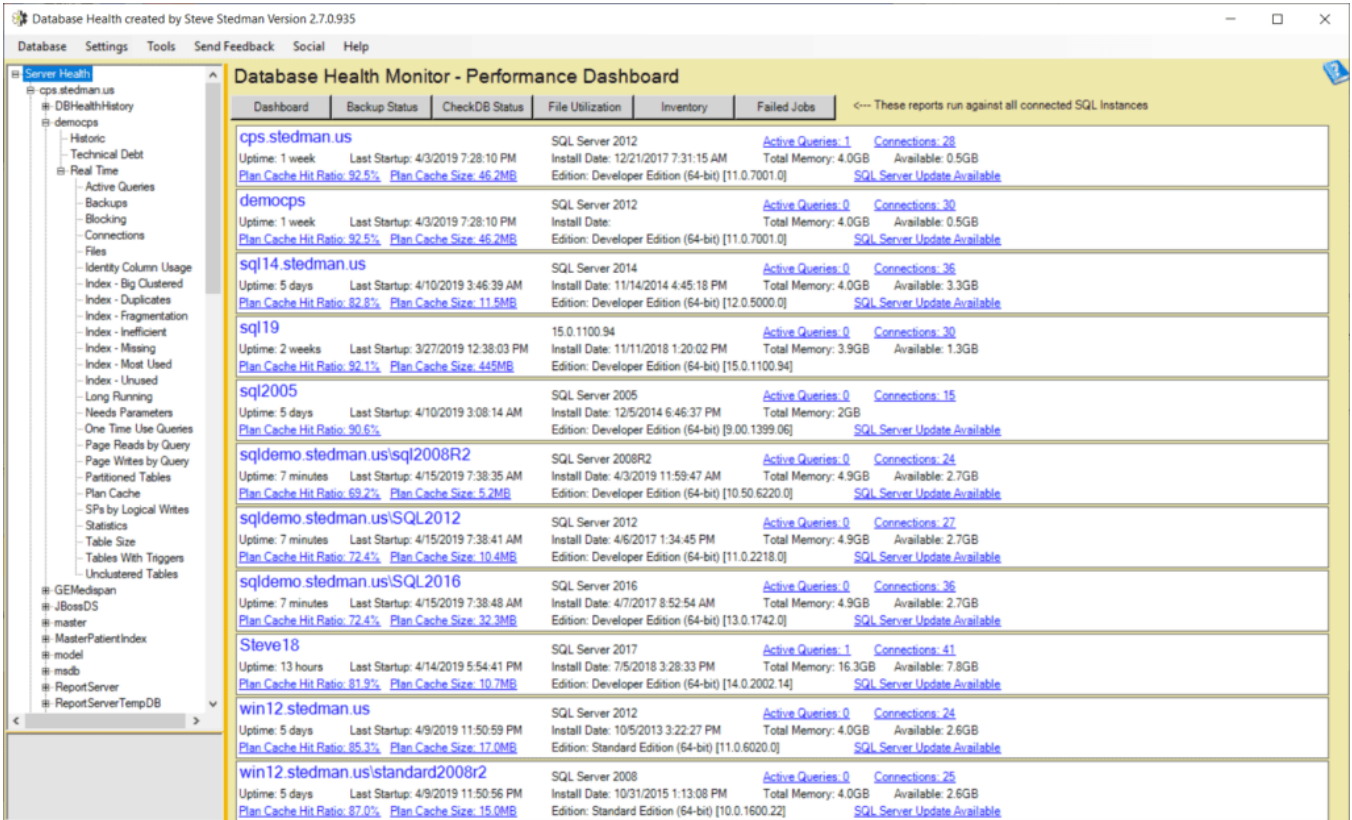 Database Health created by Steve Stedman Version 2.7.0.935
Database Settings Tools Send Feedback Social Help
Server Health
cps.stedman.us
DBHealthHistory
democps
Historic
Technical Debt
Real Time
Active Queries
Backups
Blocking
Connections
Files
Identity Column Usage
Index - Big Clustered
Index - Duplicates
Index - Fragmentation
Index - Inefficient
Index - Missing
Index - Most Used
Index - Unused
Long Running
Needs Parameters
One Time Use Queries
Page Reads by Query
Page Writes by Query
Partitioned Tables
Plan Cache
SPs by Logical Writes
Statistics
Table Size
Tables With Triggers
Unclustered Tables
GEMedispan
JBossDS
master
MasterPatientIndex
model
msdb
ReportServer
ReportServerTempDB
Database Health Monitor - Performance Dashboard
Dashboard Backup Status CheckDB Status File Utilization Inventory Failed Jobs <--- These reports run against all connected SQL Instances
cps.stedman.us SQL Server 2012 Active Queries: 1 Connections: 28
Uptime: 1 week Last Startup: 4/3/2019 7:28:10 PM Install Date: 12/21/2017 7:31:15 AM Total Memory: 4.0GB Available: 0.5GB
Plan Cache Hit Ratio: 92.5% Plan Cache Size: 46.2MB Edition: Developer Edition (64-bit) [11.0.7001.0] SQL Server Update Available
democps SQL Server 2012 Active Queries: 0 Connections: 30
Uptime: 1 week Last Startup: 4/3/2019 7:28:10 PM Install Date: Total Memory: 4.0GB Available: 0.5GB
Plan Cache Hit Ratio: 92.5% Plan Cache Size: 46.2MB Edition: Developer Edition (64-bit) [11.0.7001.0] SQL Server Update Available
sql14.stedman.us SQL Server 2014 Active Queries: 0 Connections: 36
Uptime: 5 days Last Startup: 4/10/2019 3:46:39 AM Install Date: 11/14/2014 4:45:18 PM Total Memory: 4.0GB Available: 3.3GB
Plan Cache Hit Ratio: 82.8% Plan Cache Size: 11.5MB Edition: Developer Edition (64-bit) [12.0.5000.0] SQL Server Update Available
sql19 15.0.1100.94 Active Queries: 0 Connections: 30
Uptime: 2 weeks Last Startup: 3/27/2019 12:38:03 PM Install Date: 11/11/2018 1:20:02 PM Total Memory: 3.9GB Available: 1.3GB
Plan Cache Hit Ratio: 92.1% Plan Cache Size: 445MB Edition: Developer Edition (64-bit) [15.0.1100.94]
sql2005 SQL Server 2005 Active Queries: 0 Connections: 15
Uptime: 5 days Last Startup: 4/10/2019 3:08:14 AM Install Date: 12/5/2014 6:46:37 PM Total Memory: 2GB
Plan Cache Hit Ratio: 90.6% Edition: Developer Edition (64-bit) [9.00.1399.06] SQL Server Update Available
sqldemo.stedman.us\sql2008R2 SQL Server 2008R2 Active Queries: 0 Connections: 24
Uptime: 7 minutes Last Startup: 4/15/2019 7:38:35 AM Install Date: 4/3/2019 11:59:47 AM Total Memory: 4.9GB Available: 2.7GB
Plan Cache Hit Ratio: 69.2% Plan Cache Size: 5.2MB Edition: Developer Edition (64-bit) [10.50.6220.0] SQL Server Update Available
sqldemo.stedman.us\SQL2012 SQL Server 2012 Active Queries: 0 Connections: 27
Uptime: 7 minutes Last Startup: 4/15/2019 7:38:41 AM Install Date: 4/6/2017 1:34:45 PM Total Memory: 4.9GB Available: 2.7GB
Plan Cache Hit Ratio: 72.4% Plan Cache Size: 10.4MB Edition: Developer Edition (64-bit) [11.0.2218.0] SQL Server Update Available
sqldemo.stedman.us\SQL2016 SQL Server 2016 Active Queries: 0 Connections: 36
Uptime: 7 minutes Last Startup: 4/15/2019 7:38:48 AM Install Date: 4/7/2017 8:52:54 AM Total Memory: 4.9GB Available: 2.7GB
Plan Cache Hit Ratio: 72.4% Plan Cache Size: 32.3MB Edition: Developer Edition (64-bit) [13.0.1742.0] SQL Server Update Available
Steve18 SQL Server 2017 Active Queries: 1 Connections: 41
Uptime: 13 hours Last Startup: 4/14/2019 5:54:41 PM Install Date: 7/5/2018 3:28:33 PM Total Memory: 16.3GB Available: 7.8GB
Plan Cache Hit Ratio: 81.9% Plan Cache Size: 10.7MB Edition: Developer Edition (64-bit) [14.0.2002.14] SQL Server Update Available
win12.stedman.us SQL Server 2012 Active Queries: 0 Connections: 24
Uptime: 5 days Last Startup: 4/9/2019 11:50:59 PM Install Date: 10/5/2013 3:22:27 PM Total Memory: 4.0GB Available: 2.6GB
Plan Cache Hit Ratio: 85.3% Plan Cache Size: 17.0MB Edition: Standard Edition (64-bit) [11.0.6020.0] SQL Server Update Available
win12.stedman.us\standard2008r2 SQL Server 2008 Active Queries: 0 Connections: 25
Uptime: 5 days Last Startup: 4/9/2019 11:50:56 PM Install Date: 10/31/2015 1:13:08 PM Total Memory: 4.0GB Available: 2.6GB
Plan Cache Hit Ratio: 87.0% Plan Cache Size: 15.0MB Edition: Standard Edition (64-bit) [10.0.1600.22] SQL Server Update Available